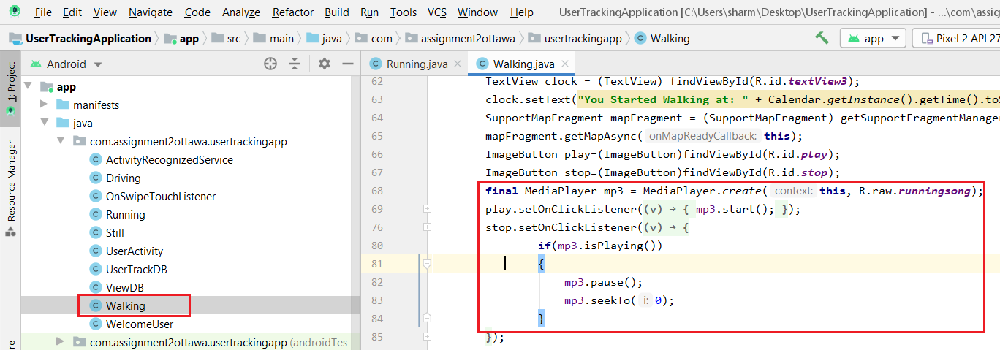 File Edit View Navigate Code Analyze Refactor Build Run Tools VCS Window Help UserTrackingApplication [C:\Users\sharm\Desktop\UserTrackingApplication] - ...\com\assig
UserTrackingApplication app src main java com assignment2ottawa usertrackingapp Walking app Pixel 2 API 27
1: Project
Resource Manager
Android
app
manifests
java
com.assignment2ottawa.usertrackingapp
ActivityRecognizedService
Driving
OnSwipeTouchListener
Running
Still
UserActivity
UserTrackDB
ViewDB
Walking
WelcomeUser
com.assignment2ottawa.usertrackingapp (androidTes
Running.java Walking.java
62 TextView clock = (TextView) findViewById(R.id.textView3);
63 clock.setText("You Started Walking at: " + Calendar.getInstance().getTime().toS
64 SupportMapFragment mapFragment = (SupportMapFragment) getSupportFragmentManage
65 mapFragment.getMapAsync( onMapReadyCallback: this);
66 ImageButton play=(ImageButton)findViewById(R.id.play);
67 ImageButton stop=(ImageButton)findViewById(R.id.stop);
68 final MediaPlayer mp3 = MediaPlayer.create( context: this, R.raw.runningsong);
69 play.setOnClickListener((v) → { mp3.start(); });
76 stop.setOnClickListener((v) → {
80 if(mp3.isPlaying())
81 {
82 mp3.pause();
83 mp3.seekTo( i: 0);
84 }
85 });